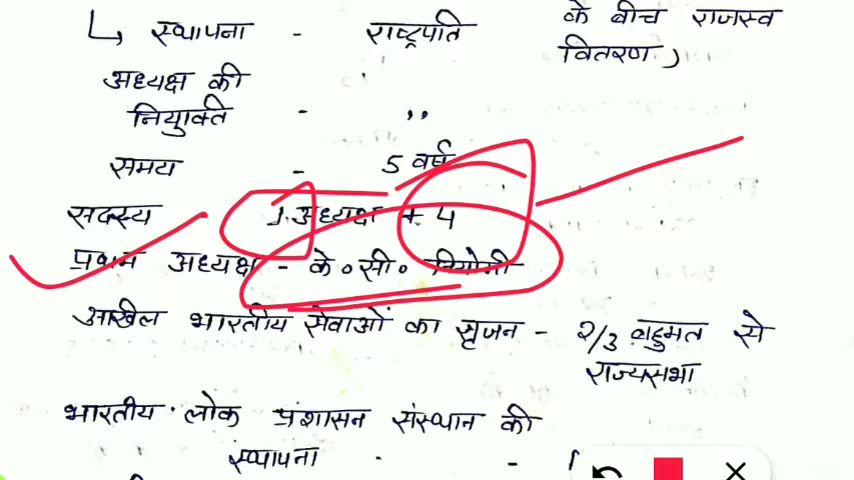 ↳ स्थापना - राष्ट्रपति के बीच राजस्व
वितरण,
अध्यक्ष की
नियुक्ति - ,,
समय - 5 वर्ष
सदस्य 1 अध्यक्ष + 4
प्रथम अध्यक्ष - के० सी० नियोगी
अखिल भारतीय सेवाओं का सृजन - 2/3 बहुमत से
राज्यसभा
भारतीय लोक प्रशासन संस्थान की
स्थापना -